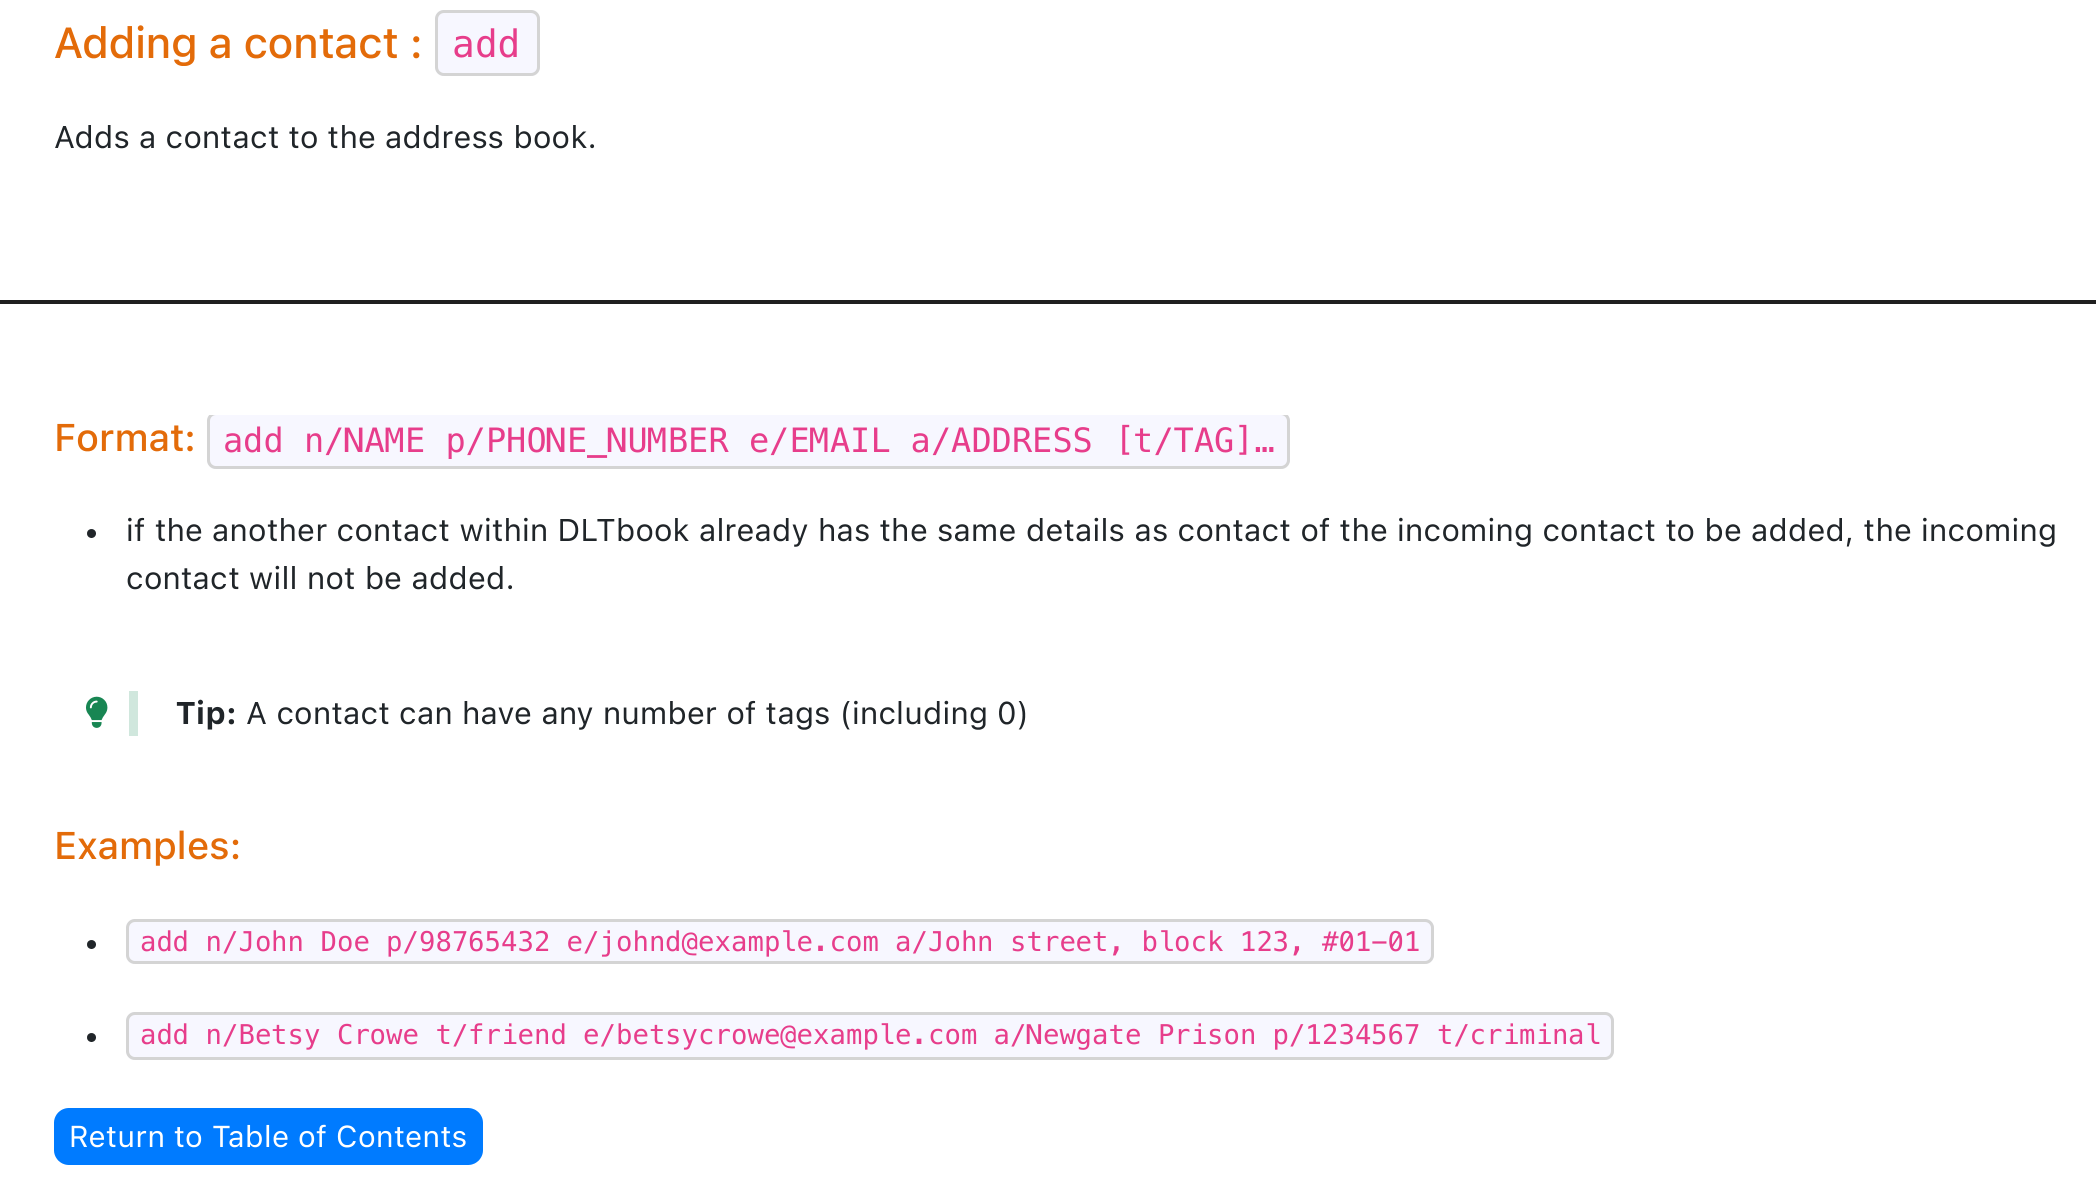 Adding a contact : add
Adds a contact to the address book.
Format: add n/NAME p/PHONE_NUMBER e/EMAIL a/ADDRESS [t/TAG]…
• if the another contact within DLTbook already has the same details as contact of the incoming contact to be added, the incoming
contact will not be added.
Tip: A contact can have any number of tags (including 0)
Examples:
• add n/John Doe p/98765432 e/johnd@example.com a/John street, block 123, #01-01
• add n/Betsy Crowe t/friend e/betsycrowe@example.com a/Newgate Prison p/1234567 t/criminal
Return to Table of Contents